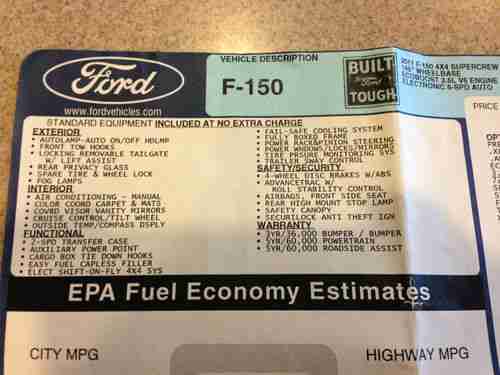 Ford
www.fordvehicles.com
VEHICLE DESCRIPTION
F-150
BUILT
Ford
TOUGH
2011 F-150 4X4 SUPERCREW
145" WHEELBASE
ECOBOOST 3.5L V6 ENGINE
ELECTRONIC 6-SPD AUTO
PRICE
STANDARD EQUIPMENT INCLUDED AT NO EXTRA CHARGE
EXTERIOR
• AUTOLAMP-AUTO ON/OFF HDLMP
• FRONT TOW HOOKS
• LOCKING REMOVABLE TAILGATE
W/ LIFT ASSIST
• REAR PRIVACY GLASS
• SPARE TIRE & WHEEL LOCK
• FOG LAMPS
INTERIOR
• AIR CONDITIONING - MANUAL
• COLOR COORD CARPET & MATS
• COVRD VISOR VANITY MIRRORS
• CRUISE CONTROL/TILT WHEEL
• OUTSIDE TEMP/COMPASS DSPLY
FUNCTIONAL
• 2-SPD TRANSFER CASE
• AUXILIARY POWER POINT
• CARGO BOX TIE DOWN HOOKS
• EASY FUEL CAPLESS FILLER
• ELECT SHIFT-ON-FLY 4X4 SYS
• FAIL-SAFE COOLING SYSTEM
• FULLY BOXED FRAME
• POWER RACK&PINION STEERING
• POWER WINDOWS/LOCKS/MIRRORS
• TIRE PRSURE MONITORING SYS
• TRAILER SWAY CONTROL
SAFETY/SECURITY
• 4-WHEEL DISC BRAKES W/ABS
• ADVANCETRAC W/
ROLL STABILITY CONTROL
• AIRBAGS, FRONT SIDE SEAT
• REAR HIGH MOUNT STOP LAMP
• SAFETY CANOPY
• SECURILOCK ANTI THEFT IGN
WARRANTY
• 3YR/36,000 BUMPER / BUMPER
• 5YR/60,000 POWERTRAIN
• 5YR/60,000 ROADSIDE ASSIST
EPA Fuel Economy Estimates
CITY MPG
HIGHWAY MPG